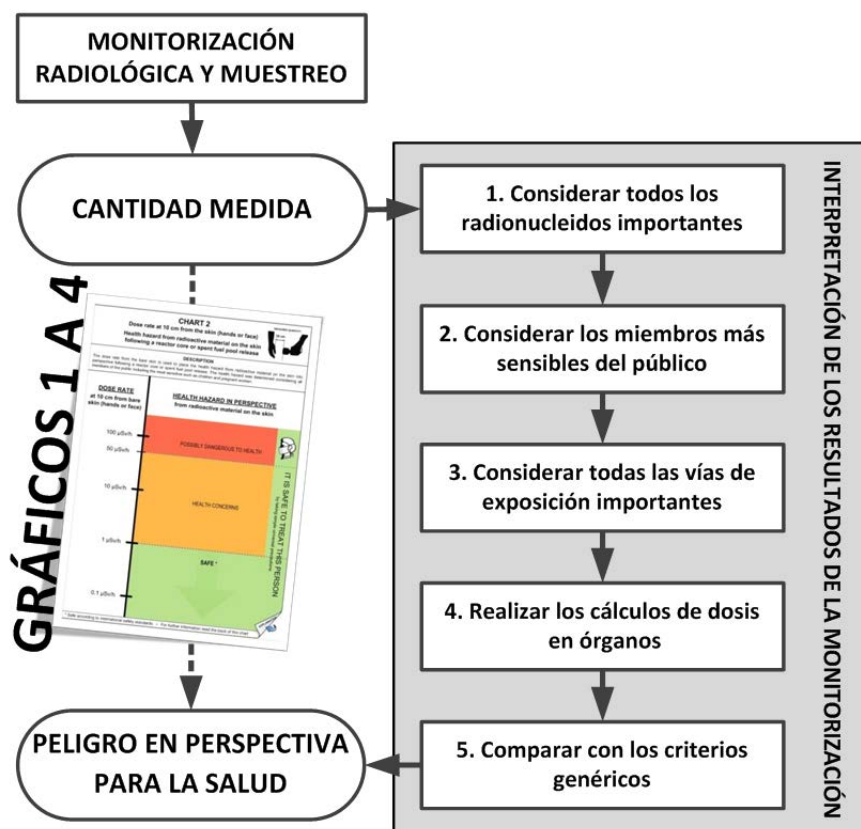 MONITORIZACIÓN
RADIOLÓGICA Y MUESTREO
CANTIDAD MEDIDA
GRÁFICOS 1 A 4
CHART 2
Dose rate at 10 cm from the skin (hands or face)
Health hazard from radioactive material on the skin
following a reactor core or spent fuel pool release
DESCRIPTION
DOSE RATE
at 10 cm from bare
skin (hands or face)
HEALTH HAZARD IN PERSPECTIVE
from radioactive material on the skin
100 µSv/h
50 µSv/h
10 µSv/h
1 µSv/h
0.1 µSv/h
POSSIBLY DANGEROUS TO HEALTH
HEALTH CONCERNS
SAFE *
IT IS SAFE TO TREAT THIS PERSON
PELIGRO EN PERSPECTIVA
PARA LA SALUD
1. Considerar todos los
radionucleidos importantes
2. Considerar los miembros más
sensibles del público
3. Considerar todas las vías de
exposición importantes
4. Realizar los cálculos de dosis
en órganos
5. Comparar con los criterios
genéricos
INTERPRETACIÓN DE LOS RESULTADOS DE LA MONITORIZACIÓN